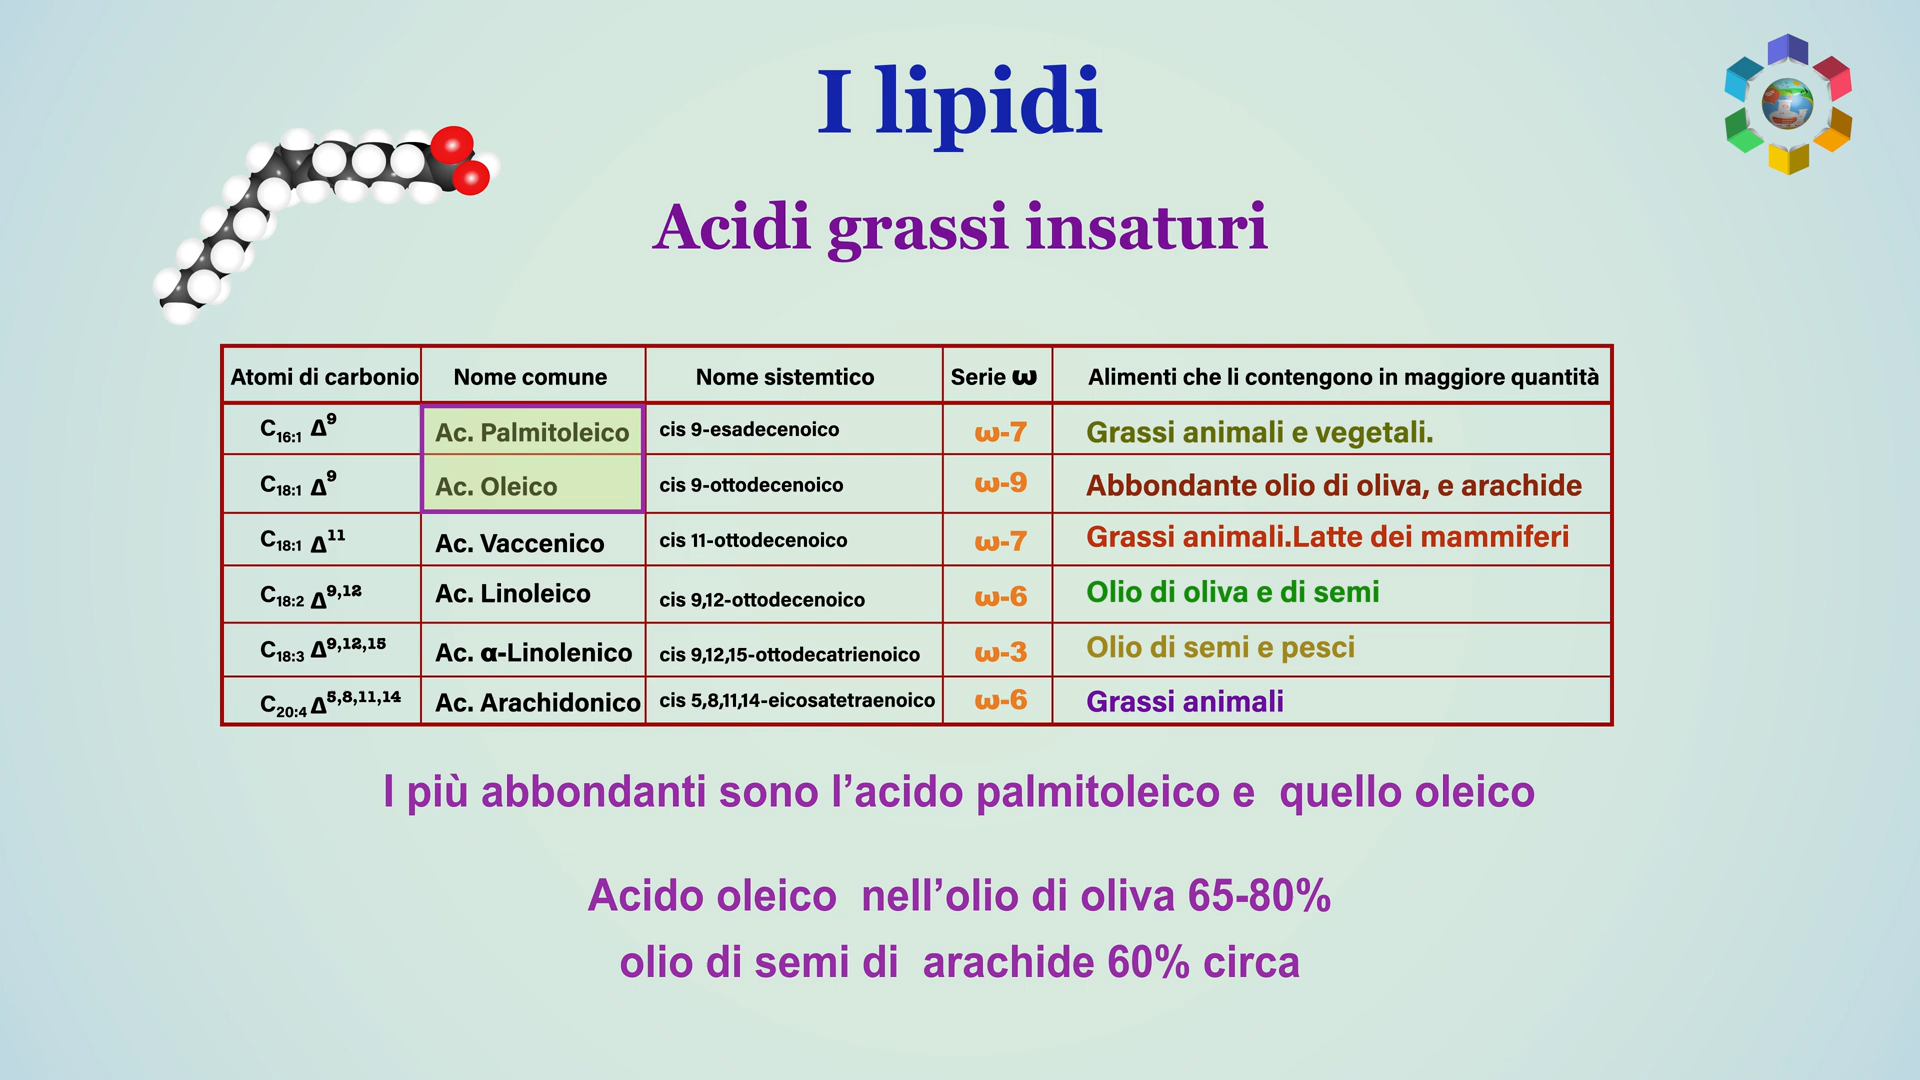 I lipidi
Acidi grassi insaturi
Atomi di carbonio Nome comune Nome sistemtico Serie ω Alimenti che li contengono in maggiore quantità
C16:1 Δ9 Ac. Palmitoleico cis 9-esadecenoico ω-7 Grassi animali e vegetali.
C18:1 Δ9 Ac. Oleico cis 9-ottodecenoico ω-9 Abbondante olio di oliva, e arachide
C18:1 Δ11 Ac. Vaccenico cis 11-ottodecenoico ω-7 Grassi animali.Latte dei mammiferi
C18:2 Δ9,12 Ac. Linoleico cis 9,12-ottodecenoico ω-6 Olio di oliva e di semi
C18:3 Δ9,12,15 Ac. α-Linolenico cis 9,12,15-ottodecatrienoico ω-3 Olio di semi e pesci
C20:4 Δ5,8,11,14 Ac. Arachidonico cis 5,8,11,14-eicosatetraenoico ω-6 Grassi animali
I più abbondanti sono l’acido palmitoleico e quello oleico
Acido oleico nell’olio di oliva 65-80%
olio di semi di arachide 60% circa